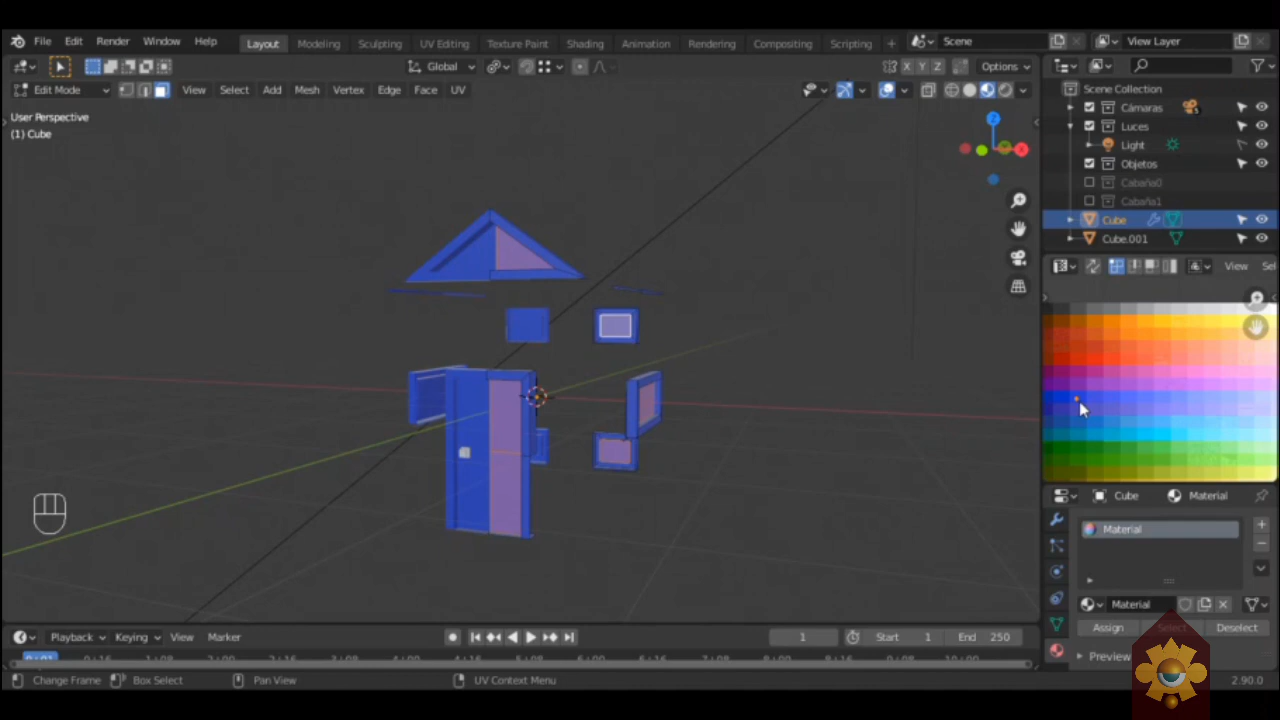 File Edit Render Window Help Layout Modeling Sculpting UV Editing Texture Paint Shading Animation Rendering Compositing Scripting + Scene View Layer
Global X Y Z Options
Edit Mode View Select Add Mesh Vertex Edge Face UV
User Perspective
(1) Cube
Z
X
Scene Collection
Cámaras
Luces
Light
Objetos
Cabaña0
Cabaña1
Cube
Cube.001
View Sel
Cube Material
Material
Material
Assign Select Deselect
Preview
Playback Keying View Marker 1 Start 1 End 250
Change Frame Box Select Pan View UV Context Menu 2.90.0